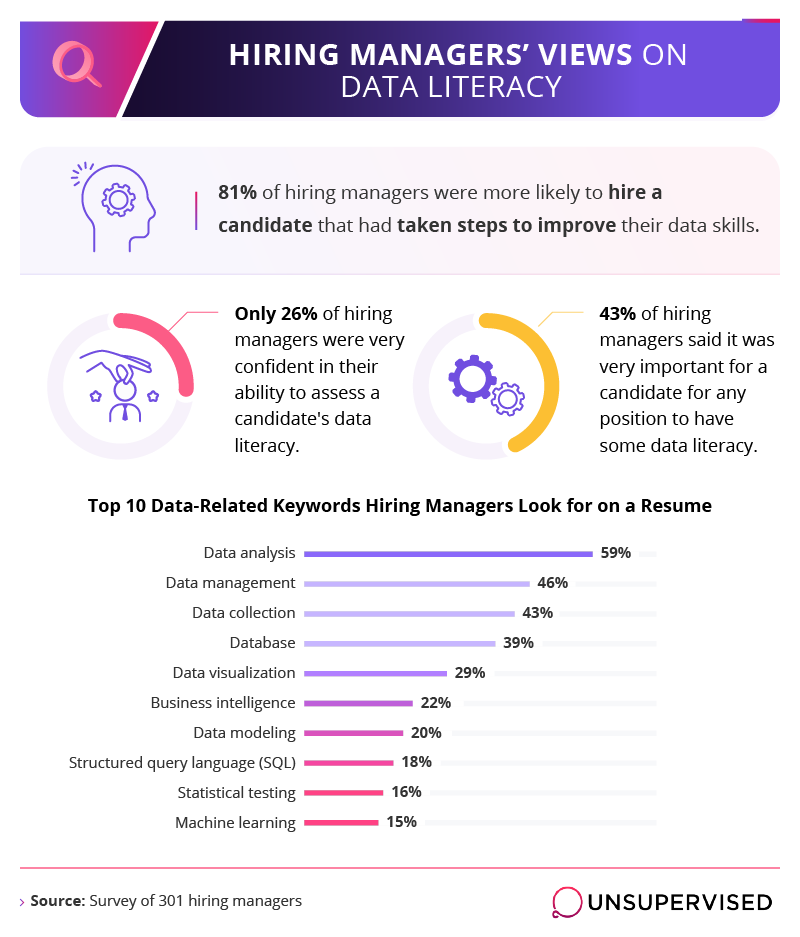 HIRING MANAGERS’ VIEWS ON
DATA LITERACY
81% of hiring managers were more likely to hire a
candidate that had taken steps to improve their data skills.
Only 26% of hiring
managers were very
confident in their
ability to assess a
candidate's data
literacy.
43% of hiring
managers said it was
very important for a
candidate for any
position to have
some data literacy.
Top 10 Data-Related Keywords Hiring Managers Look for on a Resume
Data analysis 59%
Data management 46%
Data collection 43%
Database 39%
Data visualization 29%
Business intelligence 22%
Data modeling 20%
Structured query language (SQL) 18%
Statistical testing 16%
Machine learning 15%
› Source: Survey of 301 hiring managers
UNSUPERVISED